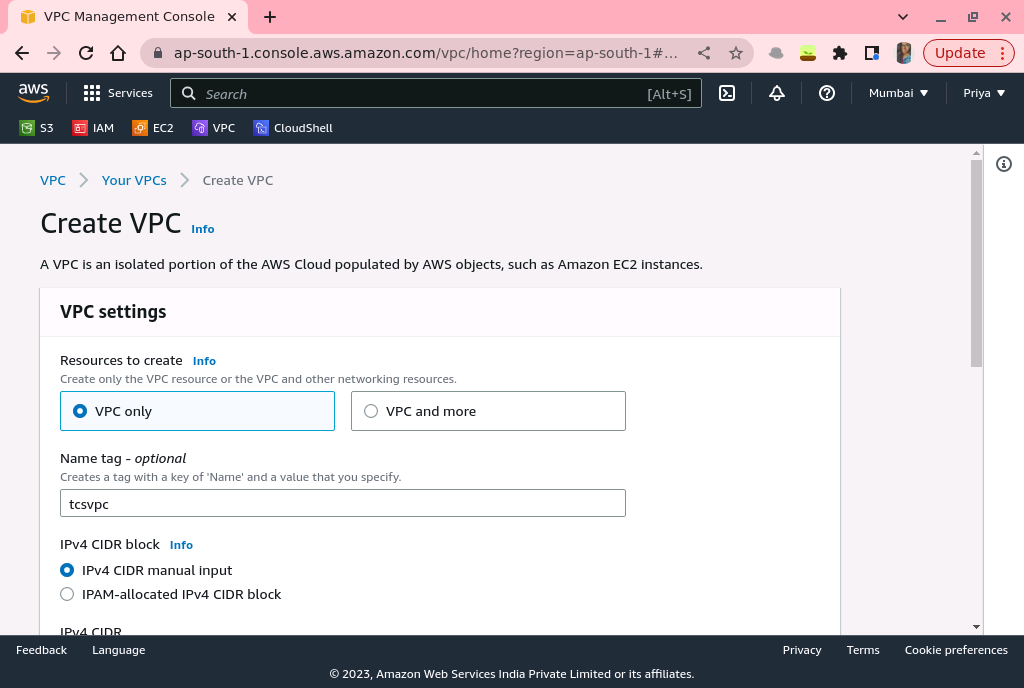 VPC Management Console
ap-south-1.console.aws.amazon.com/vpc/home?region=ap-south-1#...
Update
aws
Services
Search
[Alt+S]
Mumbai
Priya
S3
IAM
EC2
VPC
CloudShell
VPC
Your VPCs
Create VPC
Create VPC Info
A VPC is an isolated portion of the AWS Cloud populated by AWS objects, such as Amazon EC2 instances.
VPC settings
Resources to create Info
Create only the VPC resource or the VPC and other networking resources.
VPC only
VPC and more
Name tag - optional
Creates a tag with a key of 'Name' and a value that you specify.
tcsvpc
IPv4 CIDR block Info
IPv4 CIDR manual input
IPAM-allocated IPv4 CIDR block
IPv4 CIDR
Feedback
Language
Privacy
Terms
Cookie preferences
© 2023, Amazon Web Services India Private Limited or its affiliates.